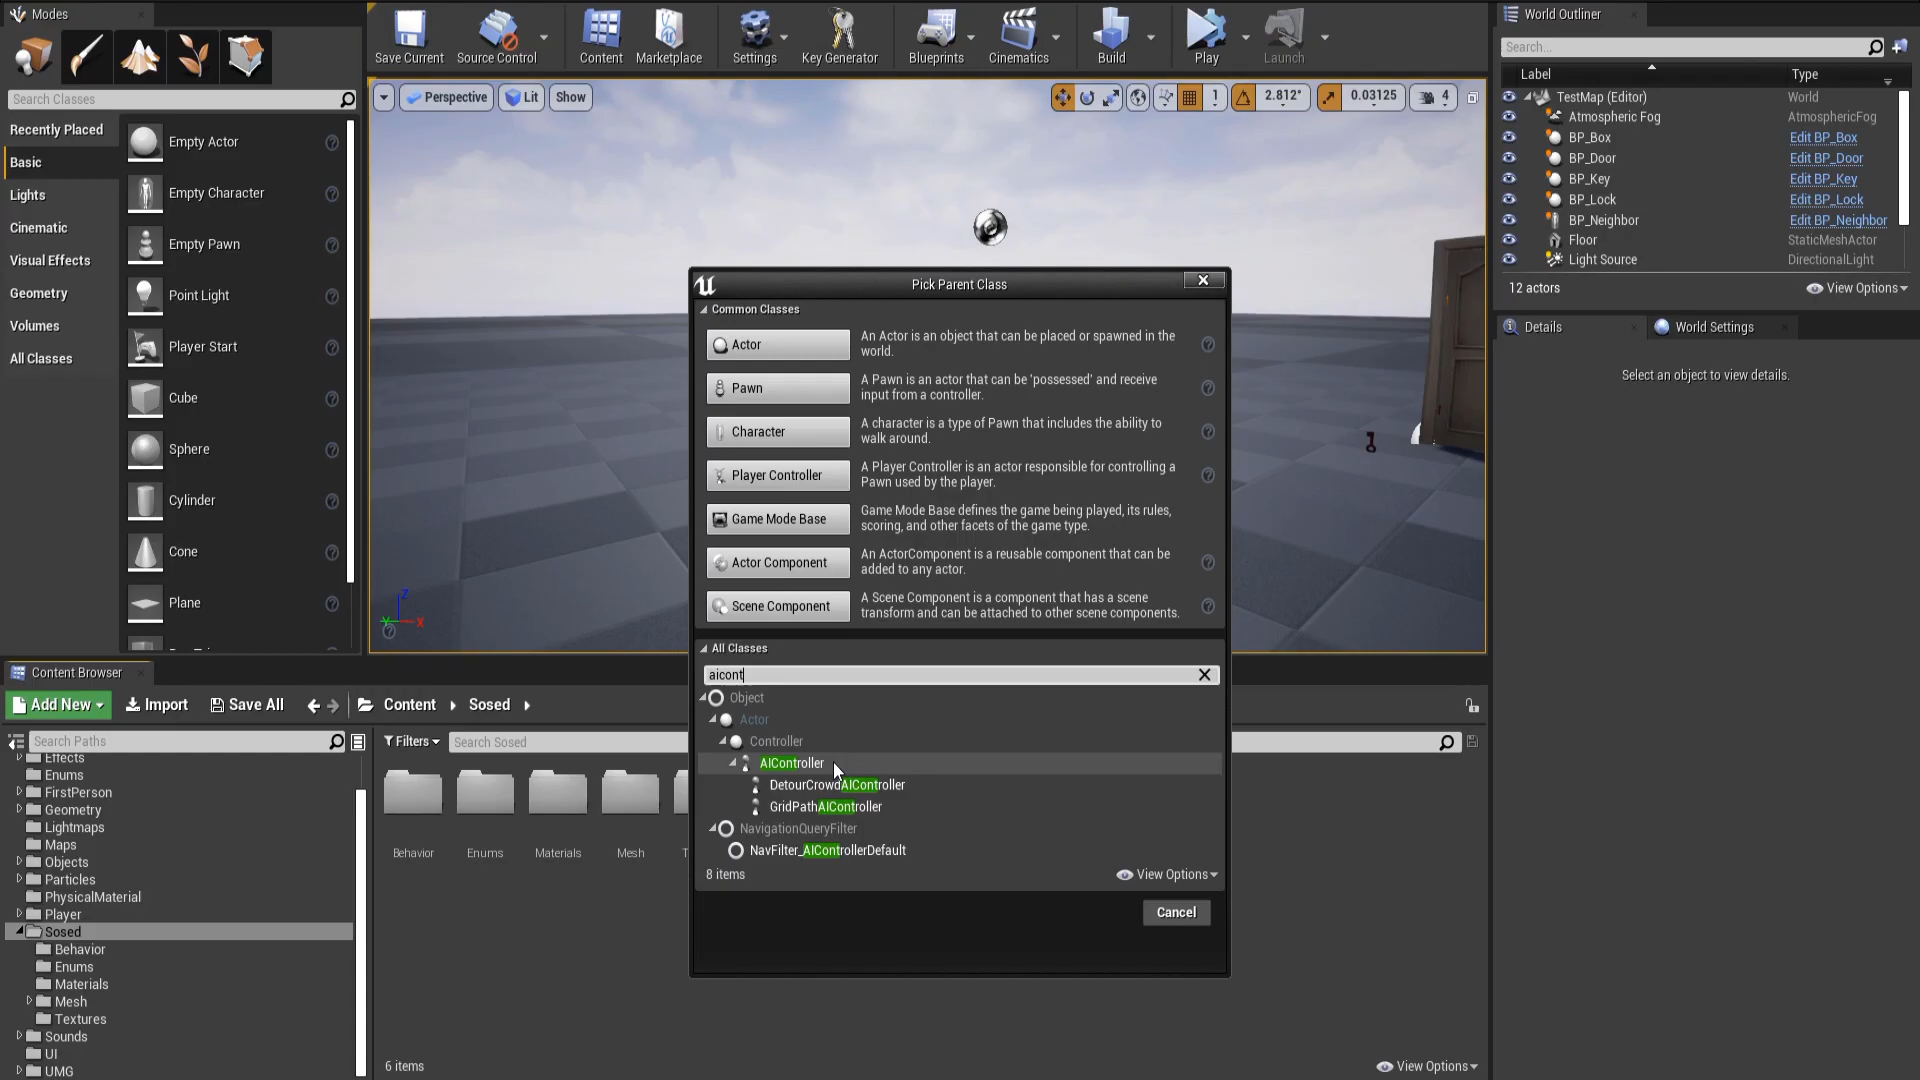 Modes
Save Current
Source Control
Content
Marketplace
Settings
Key Generator
Blueprints
Cinematics
Build
Play
Launch
World Outliner
Search...
Label
Type
TestMap (Editor)
World
Atmospheric Fog
AtmosphericFog
BP_Box
Edit BP_Box
BP_Door
Edit BP_Door
BP_Key
Edit BP_Key
BP_Lock
Edit BP_Lock
BP_Neighbor
Edit BP_Neighbor
Floor
StaticMeshActor
Light Source
DirectionalLight
12 actors
View Options
Details
World Settings
Select an object to view details.
Search Classes
Recently Placed
Basic
Lights
Cinematic
Visual Effects
Geometry
Volumes
All Classes
Empty Actor
Empty Character
Empty Pawn
Point Light
Player Start
Cube
Sphere
Cylinder
Cone
Plane
Perspective
Lit
Show
1
2.812°
0.03125
4
Z
Y
X
Pick Parent Class
Common Classes
Actor
An Actor is an object that can be placed or spawned in the
world.
Pawn
A Pawn is an actor that can be 'possessed' and receive
input from a controller.
Character
A character is a type of Pawn that includes the ability to
walk around.
Player Controller
A Player Controller is an actor responsible for controlling a
Pawn used by the player.
Game Mode Base
Game Mode Base defines the game being played, its rules,
scoring, and other facets of the game type.
Actor Component
An ActorComponent is a reusable component that can be
added to any actor.
Scene Component
A Scene Component is a component that has a scene
transform and can be attached to other scene components.
All Classes
aicont
Object
Actor
Controller
AIController
DetourCrowdAIController
GridPathAIController
NavigationQueryFilter
NavFilter_AIControllerDefault
8 items
View Options
Cancel
Content Browser
Add New
Import
Save All
Content
Sosed
Search Paths
Filters
Search Sosed
Effects
Enums
FirstPerson
Geometry
Lightmaps
Maps
Objects
Particles
PhysicalMaterial
Player
Sosed
Behavior
Enums
Materials
Mesh
Textures
Sounds
UI
UMG
Behavior
Enums
Materials
Mesh
6 items
View Options